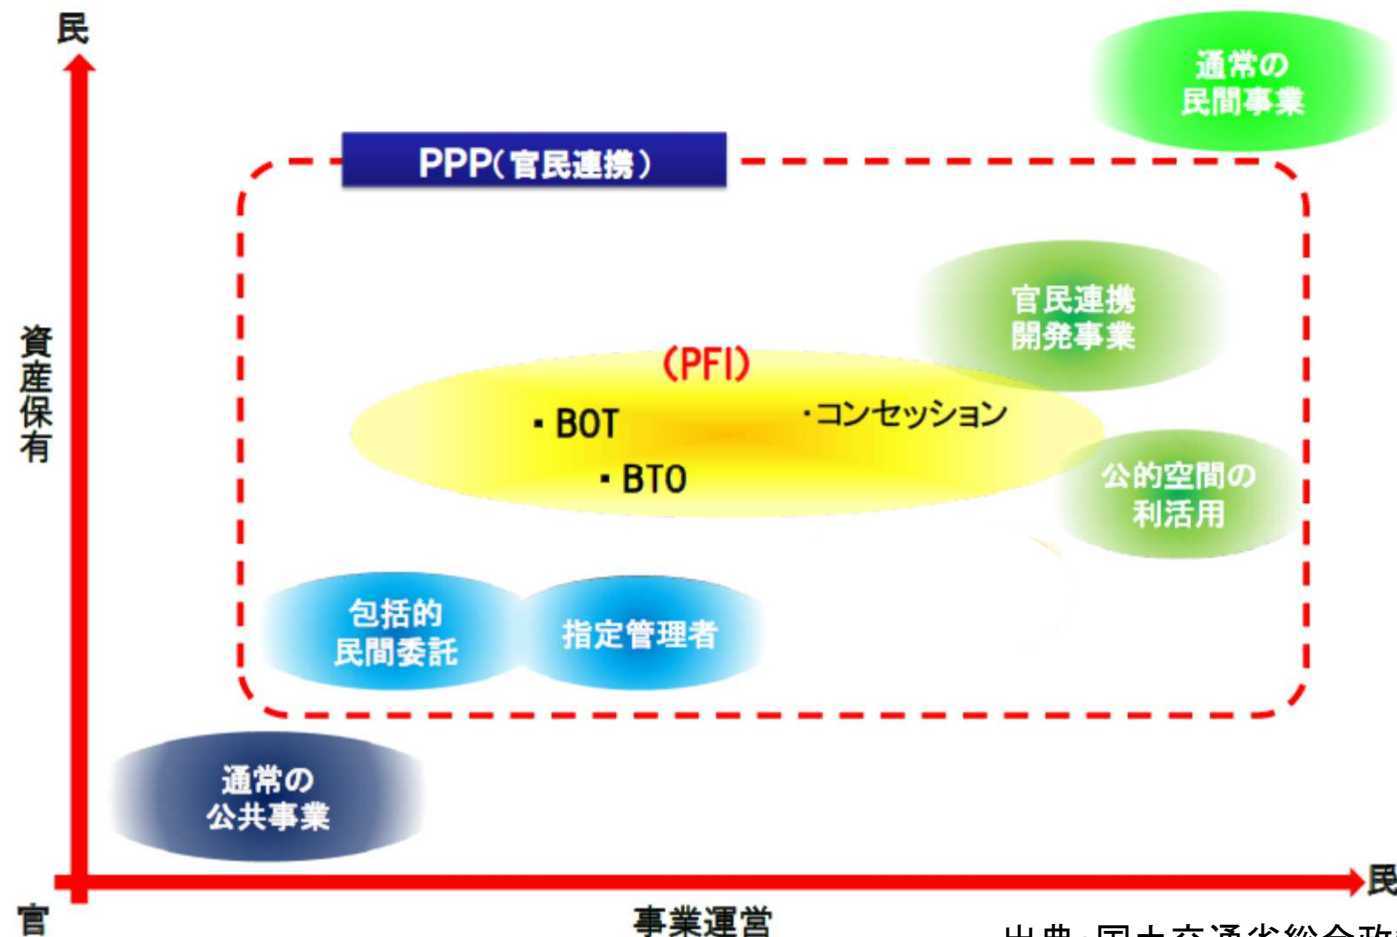 民
通常の
民間事業
PPP(官民連携)
官民連携
開発事業
(PFI)
・BOT
・コンセッション
・BTO
資産保有
公的空間の
利活用
包括的
民間委託
指定管理者
通常の
公共事業
民
官
事業運営